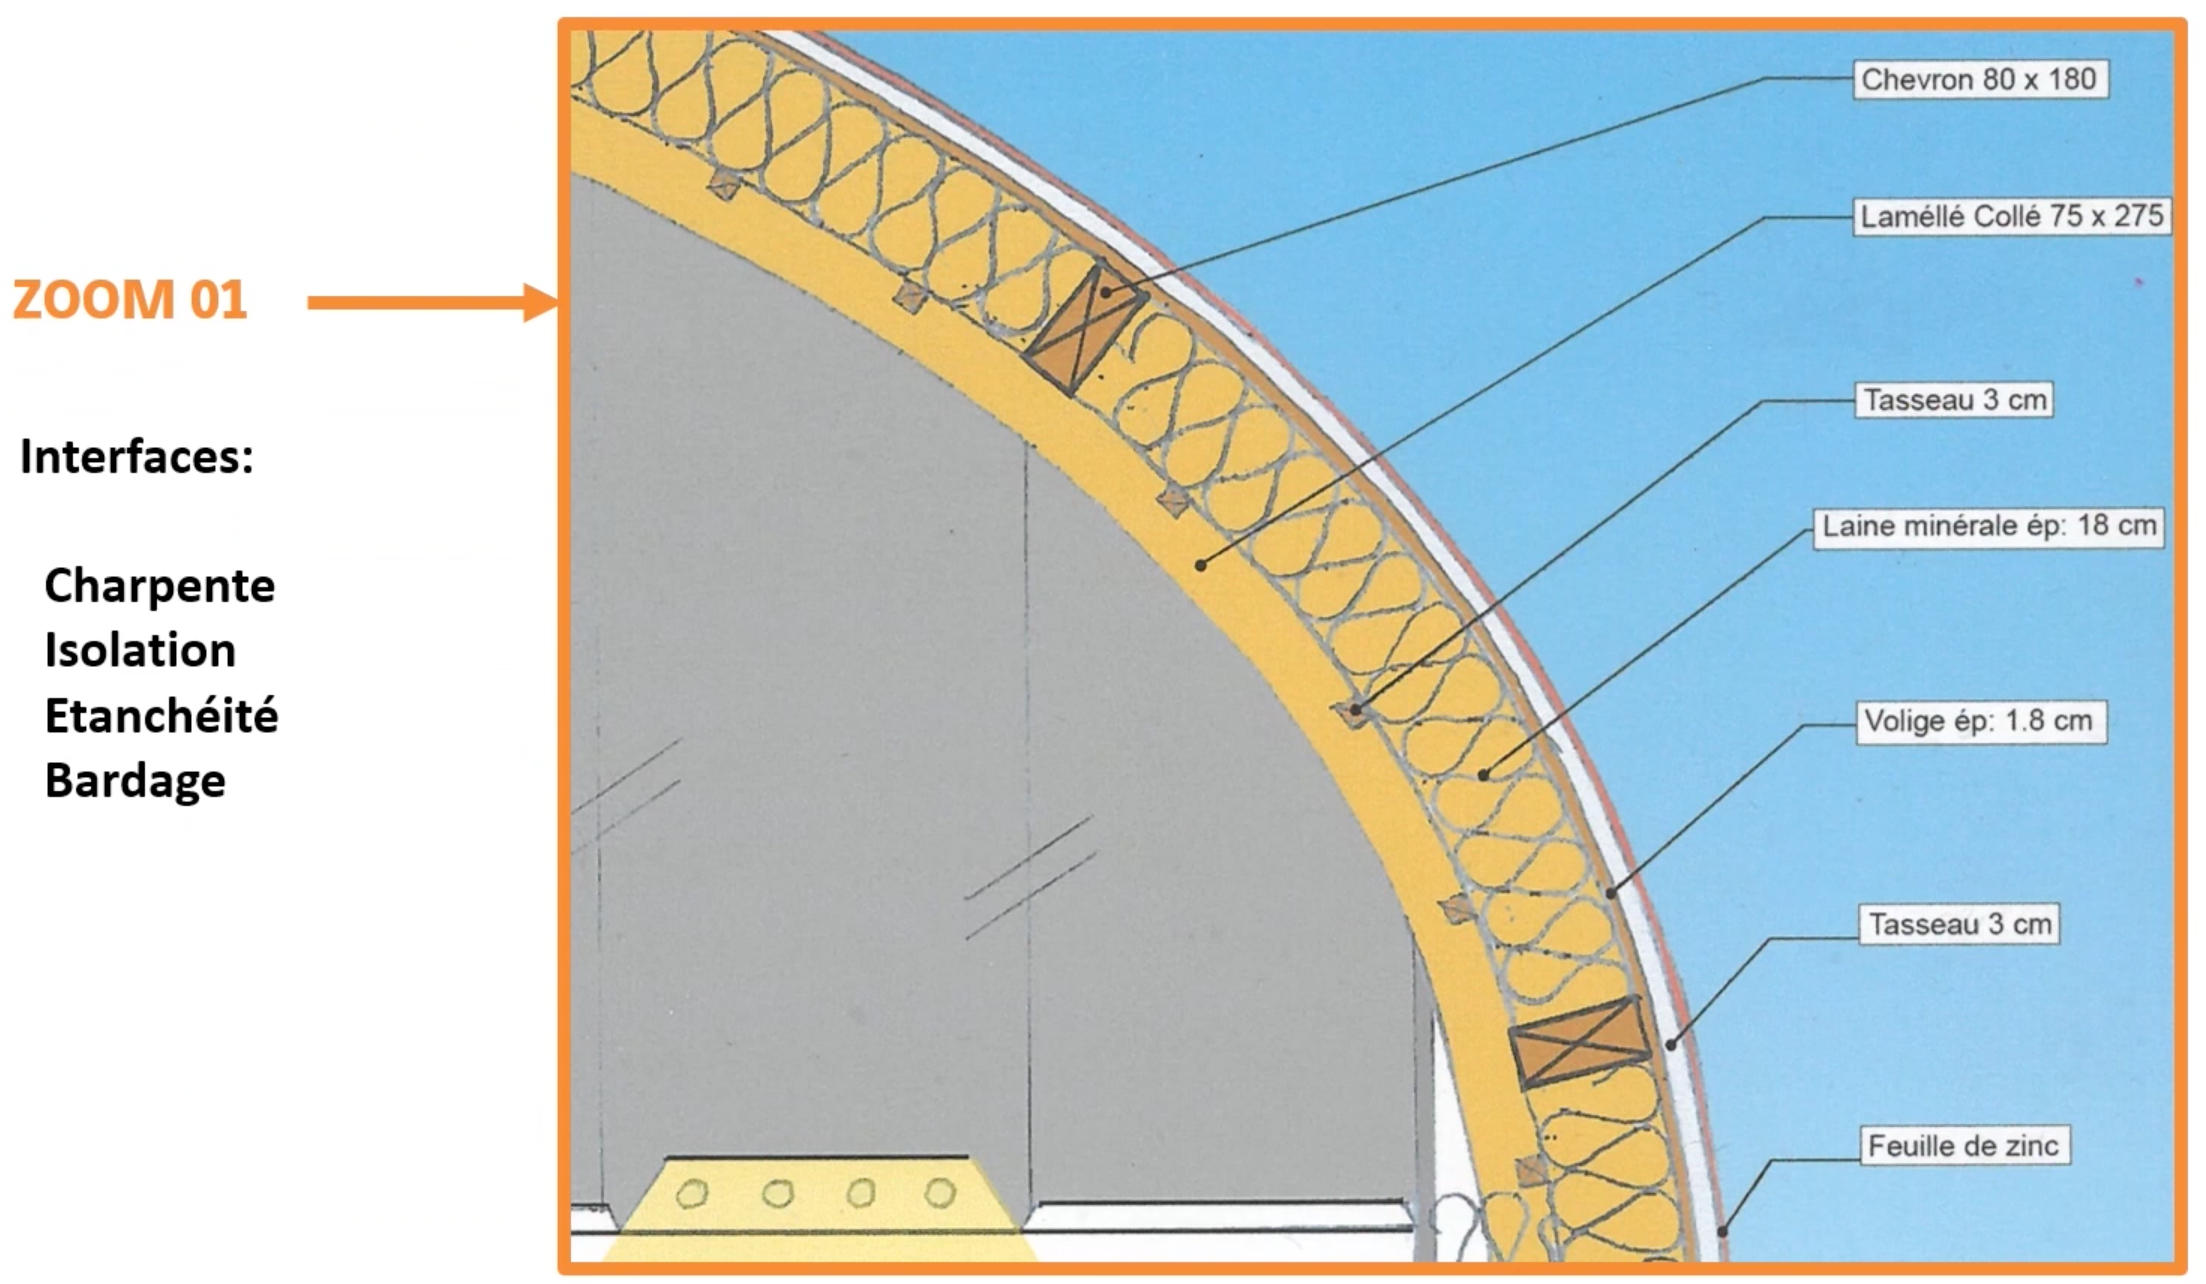 ZOOM 01
Interfaces:
Charpente
Isolation
Etanchéité
Bardage
Chevron 80 x 180
Laméllé Collé 75 x 275
Tasseau 3 cm
Laine minérale ép: 18 cm
Volige ép: 1.8 cm
Tasseau 3 cm
Feuille de zinc